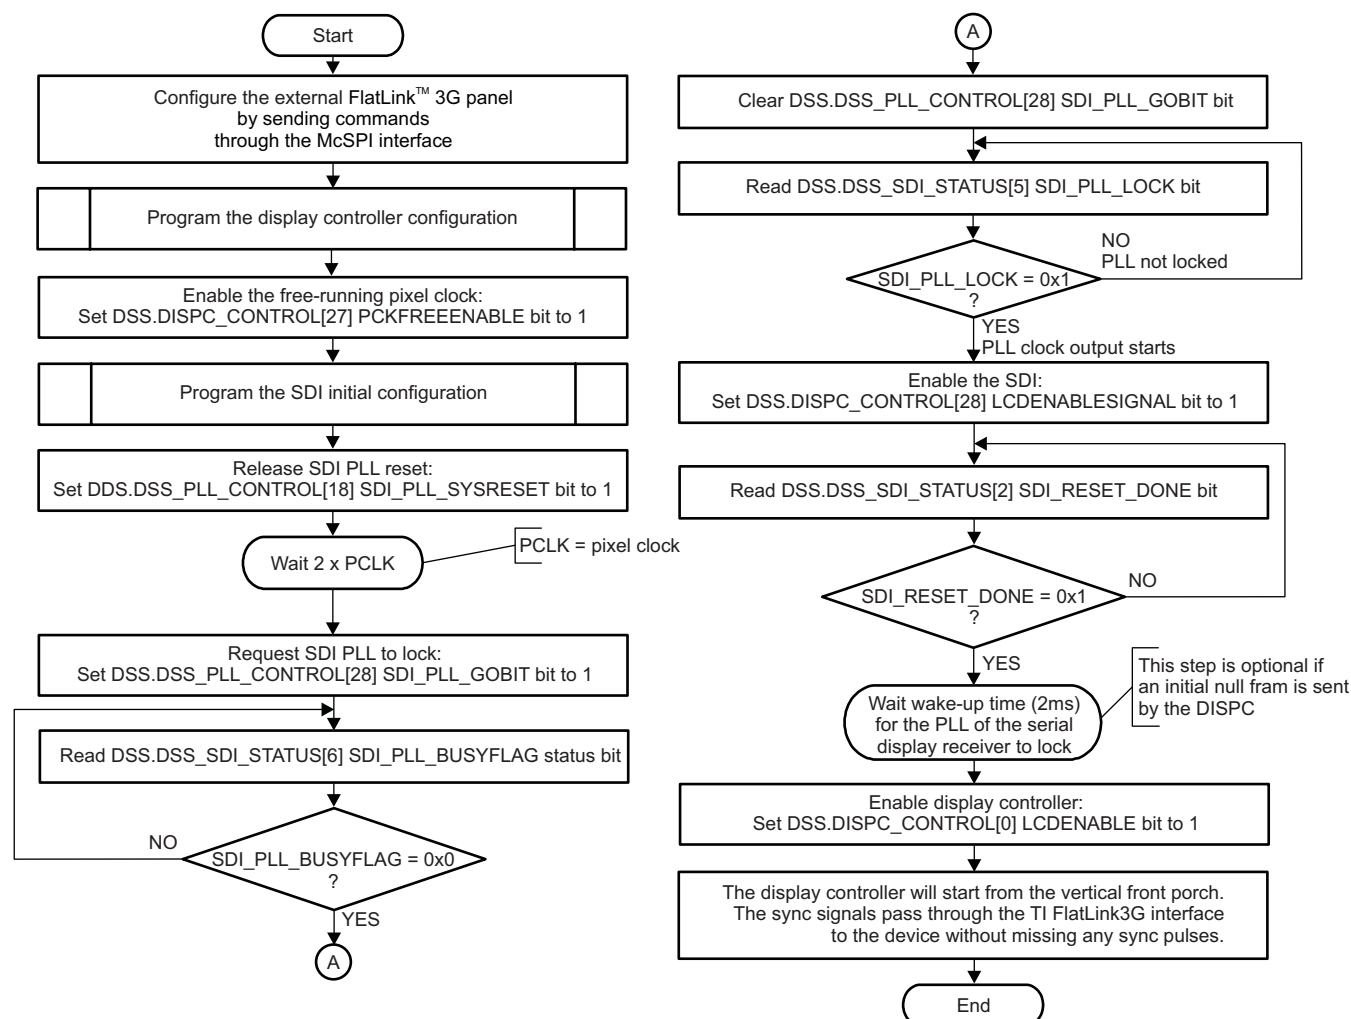 Start
Configure the external FlatLink™ 3G panel
by sending commands
through the McSPI interface
Program the display controller configuration
Enable the free-running pixel clock:
Set DSS.DISPC_CONTROL[27] PCKFREEENABLE bit to 1
Program the SDI initial configuration
Release SDI PLL reset:
Set DDS.DSS_PLL_CONTROL[18] SDI_PLL_SYSRESET bit to 1
Wait 2 x PCLK
PCLK = pixel clock
Request SDI PLL to lock:
Set DSS.DSS_PLL_CONTROL[28] SDI_PLL_GOBIT bit to 1
Read DSS.DSS_SDI_STATUS[6] SDI_PLL_BUSYFLAG status bit
NO
SDI_PLL_BUSYFLAG = 0x0
?
YES
A
A
Clear DSS.DSS_PLL_CONTROL[28] SDI_PLL_GOBIT bit
Read DSS.DSS_SDI_STATUS[5] SDI_PLL_LOCK bit
NO
PLL not locked
SDI_PLL_LOCK = 0x1
?
YES
PLL clock output starts
Enable the SDI:
Set DSS.DISPC_CONTROL[28] LCDENABLESIGNAL bit to 1
Read DSS.DSS_SDI_STATUS[2] SDI_RESET_DONE bit
NO
SDI_RESET_DONE = 0x1
?
YES
Wait wake-up time (2ms)
for the PLL of the serial
display receiver to lock
This step is optional if
an initial null fram is sent
by the DISPC
Enable display controller:
Set DSS.DISPC_CONTROL[0] LCDENABLE bit to 1
The display controller will start from the vertical front porch.
The sync signals pass through the TI FlatLink3G interface
to the device without missing any sync pulses.
End